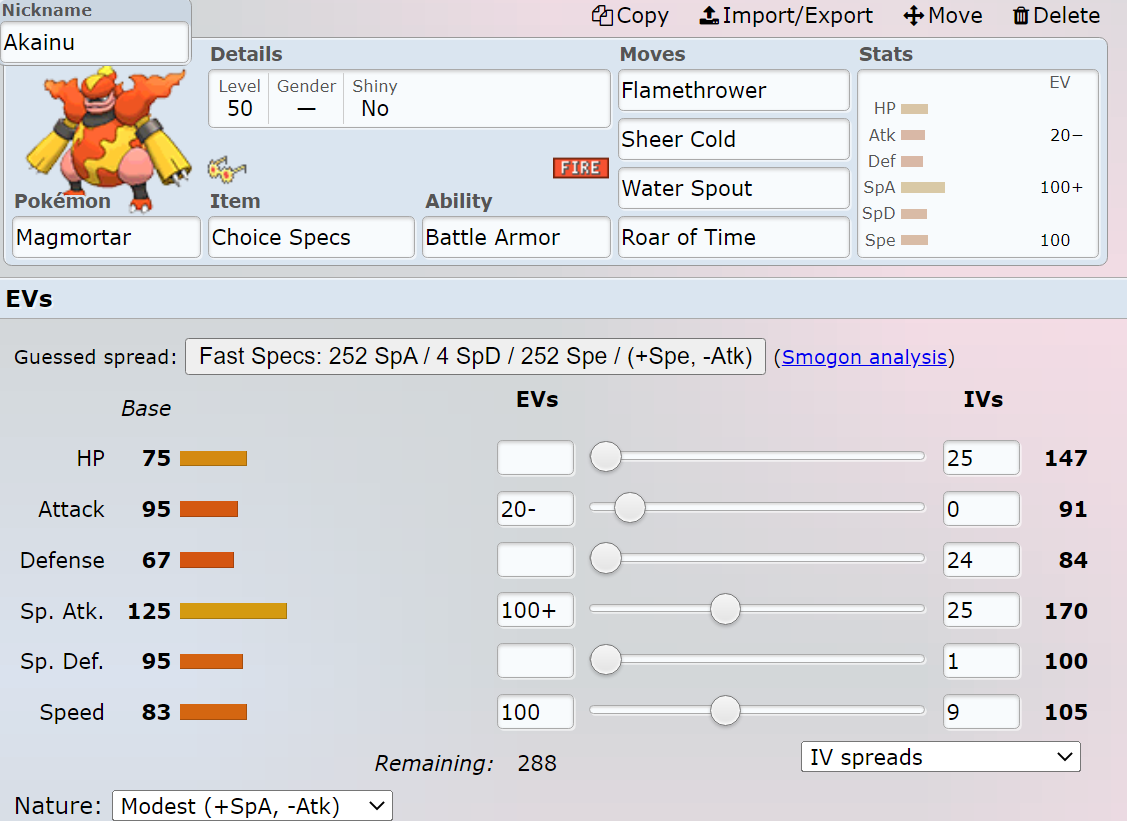 Nickname
Copy Import/Export Move Delete
Akainu
Details
Moves
Stats
Level Gender Shiny
50 — No
Flamethrower
EV
HP
Sheer Cold
Atk 20−
Def
FIRE
Water Spout
SpA 100+
Pokémon
Item
Ability
SpD
Magmortar
Choice Specs
Battle Armor
Roar of Time
Spe 100
EVs
Guessed spread: Fast Specs: 252 SpA / 4 SpD / 252 Spe / (+Spe, -Atk) (Smogon analysis)
Base EVs IVs
HP 75 25 147
Attack 95 20- 0 91
Defense 67 24 84
Sp. Atk. 125 100+ 25 170
Sp. Def. 95 1 100
Speed 83 100 9 105
Remaining: 288 IV spreads
Nature: Modest (+SpA, -Atk)